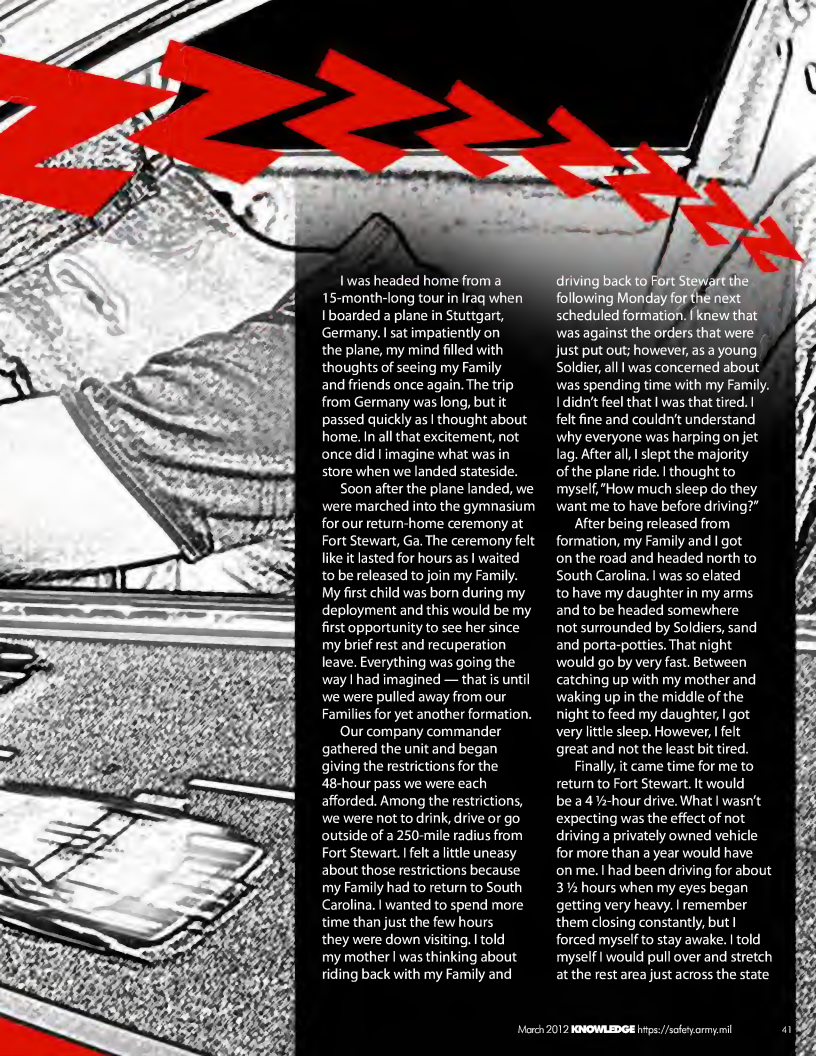 Z Z Z Z Z Z Z Z
I was headed home from a
15-month-long tour in Iraq when
I boarded a plane in Stuttgart,
Germany. I sat impatiently on
the plane, my mind filled with
thoughts of seeing my Family
and friends once again. The trip
from Germany was long, but it
passed quickly as I thought about
home. In all that excitement, not
once did I imagine what was in
store when we landed stateside.
Soon after the plane landed, we
were marched into the gymnasium
for our return-home ceremony at
Fort Stewart, Ga. The ceremony felt
like it lasted for hours as I waited
to be released to join my Family.
My first child was born during my
deployment and this would be my
first opportunity to see her since
my brief rest and recuperation
leave. Everything was going the
way I had imagined — that is until
we were pulled away from our
Families for yet another formation.
Our company commander
gathered the unit and began
giving the restrictions for the
48-hour pass we were each
afforded. Among the restrictions,
we were not to drink, drive or go
outside of a 250-mile radius from
Fort Stewart. I felt a little uneasy
about those restrictions because
my Family had to return to South
Carolina. I wanted to spend more
time than just the few hours
they were down visiting. I told
my mother I was thinking about
riding back with my Family and
driving back to Fort Stewart the
following Monday for the next
scheduled formation. I knew that
was against the orders that were
just put out; however, as a young
Soldier, all I was concerned about
was spending time with my Family.
I didn't feel that I was that tired. I
felt fine and couldn't understand
why everyone was harping on jet
lag. After all, I slept the majority
of the plane ride. I thought to
myself, "How much sleep do they
want me to have before driving?"
After being released from
formation, my Family and I got
on the road and headed north to
South Carolina. I was so elated
to have my daughter in my arms
and to be headed somewhere
not surrounded by Soldiers, sand
and porta-potties. That night
would go by very fast. Between
catching up with my mother and
waking up in the middle of the
night to feed my daughter, I got
very little sleep. However, I felt
great and not the least bit tired.
Finally, it came time for me to
return to Fort Stewart. It would
be a 4 ½-hour drive. What I wasn't
expecting was the effect of not
driving a privately owned vehicle
for more than a year would have
on me. I had been driving for about
3 ½ hours when my eyes began
getting very heavy. I remember
them closing constantly, but I
forced myself to stay awake. I told
myself I would pull over and stretch
at the rest area just across the state
March 2012 KNOWLEDGE https://safety.army.mil 41